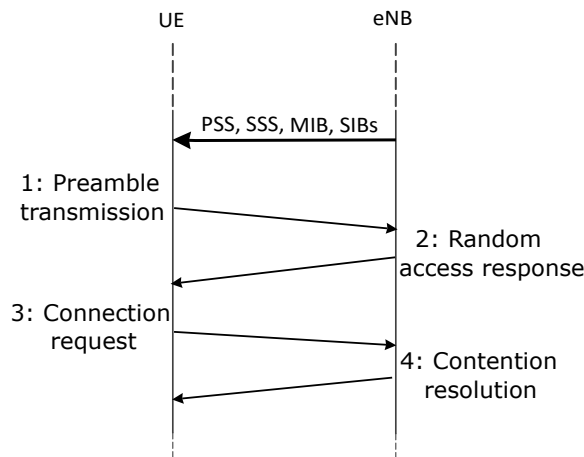 UE
eNB
PSS, SSS, MIB, SIBs
1: Preamble
transmission
2: Random
access response
3: Connection
request
4: Contention
resolution